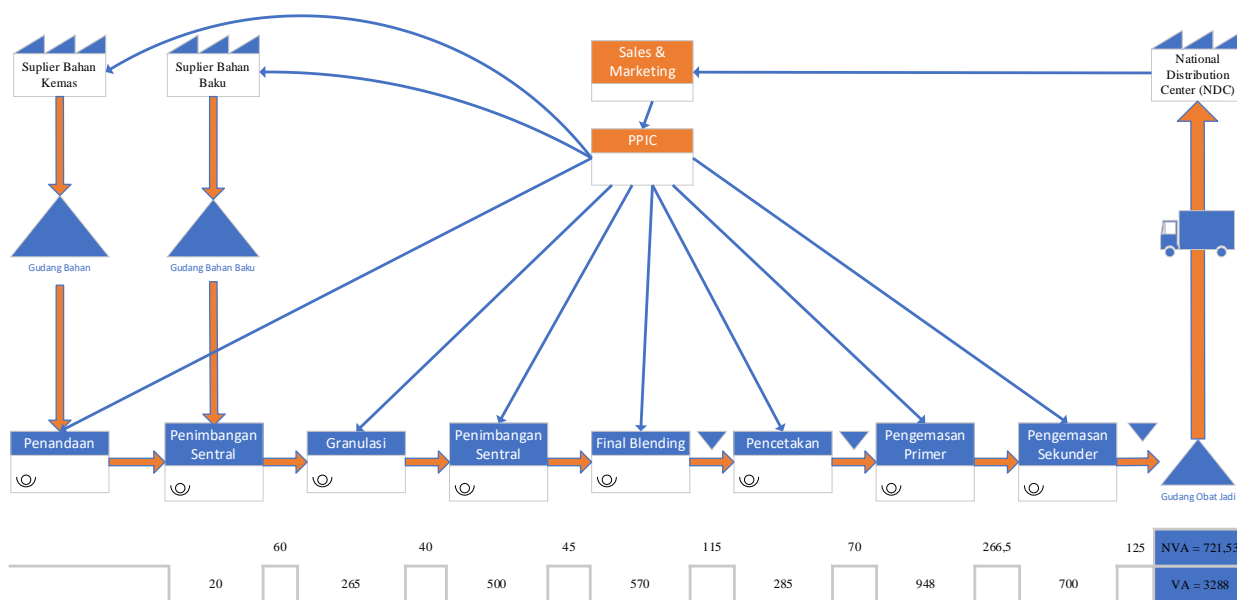 Suplier Bahan
Kemas
Suplier Bahan
Baku
Sales &
Marketing
National
Distribution
Center (NDC)
PPIC
Gudang Bahan
Gudang Bahan Baku
Penandaan
Penimbangan
Sentral
Granulasi
Penimbangan
Sentral
Final Blending
Pencetakan
Pengemasan
Primer
Pengemasan
Sekunder
Gudang Obat Jadi
60
40
45
115
70
266,5
125
NVA = 721,53
20
265
500
570
285
948
700
VA = 3288